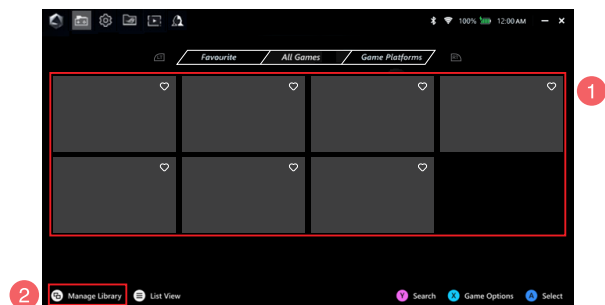 100% 12:00 AM
Favourite All Games Game Platforms
1
2 Manage Library List View Y Search X Game Options A Select